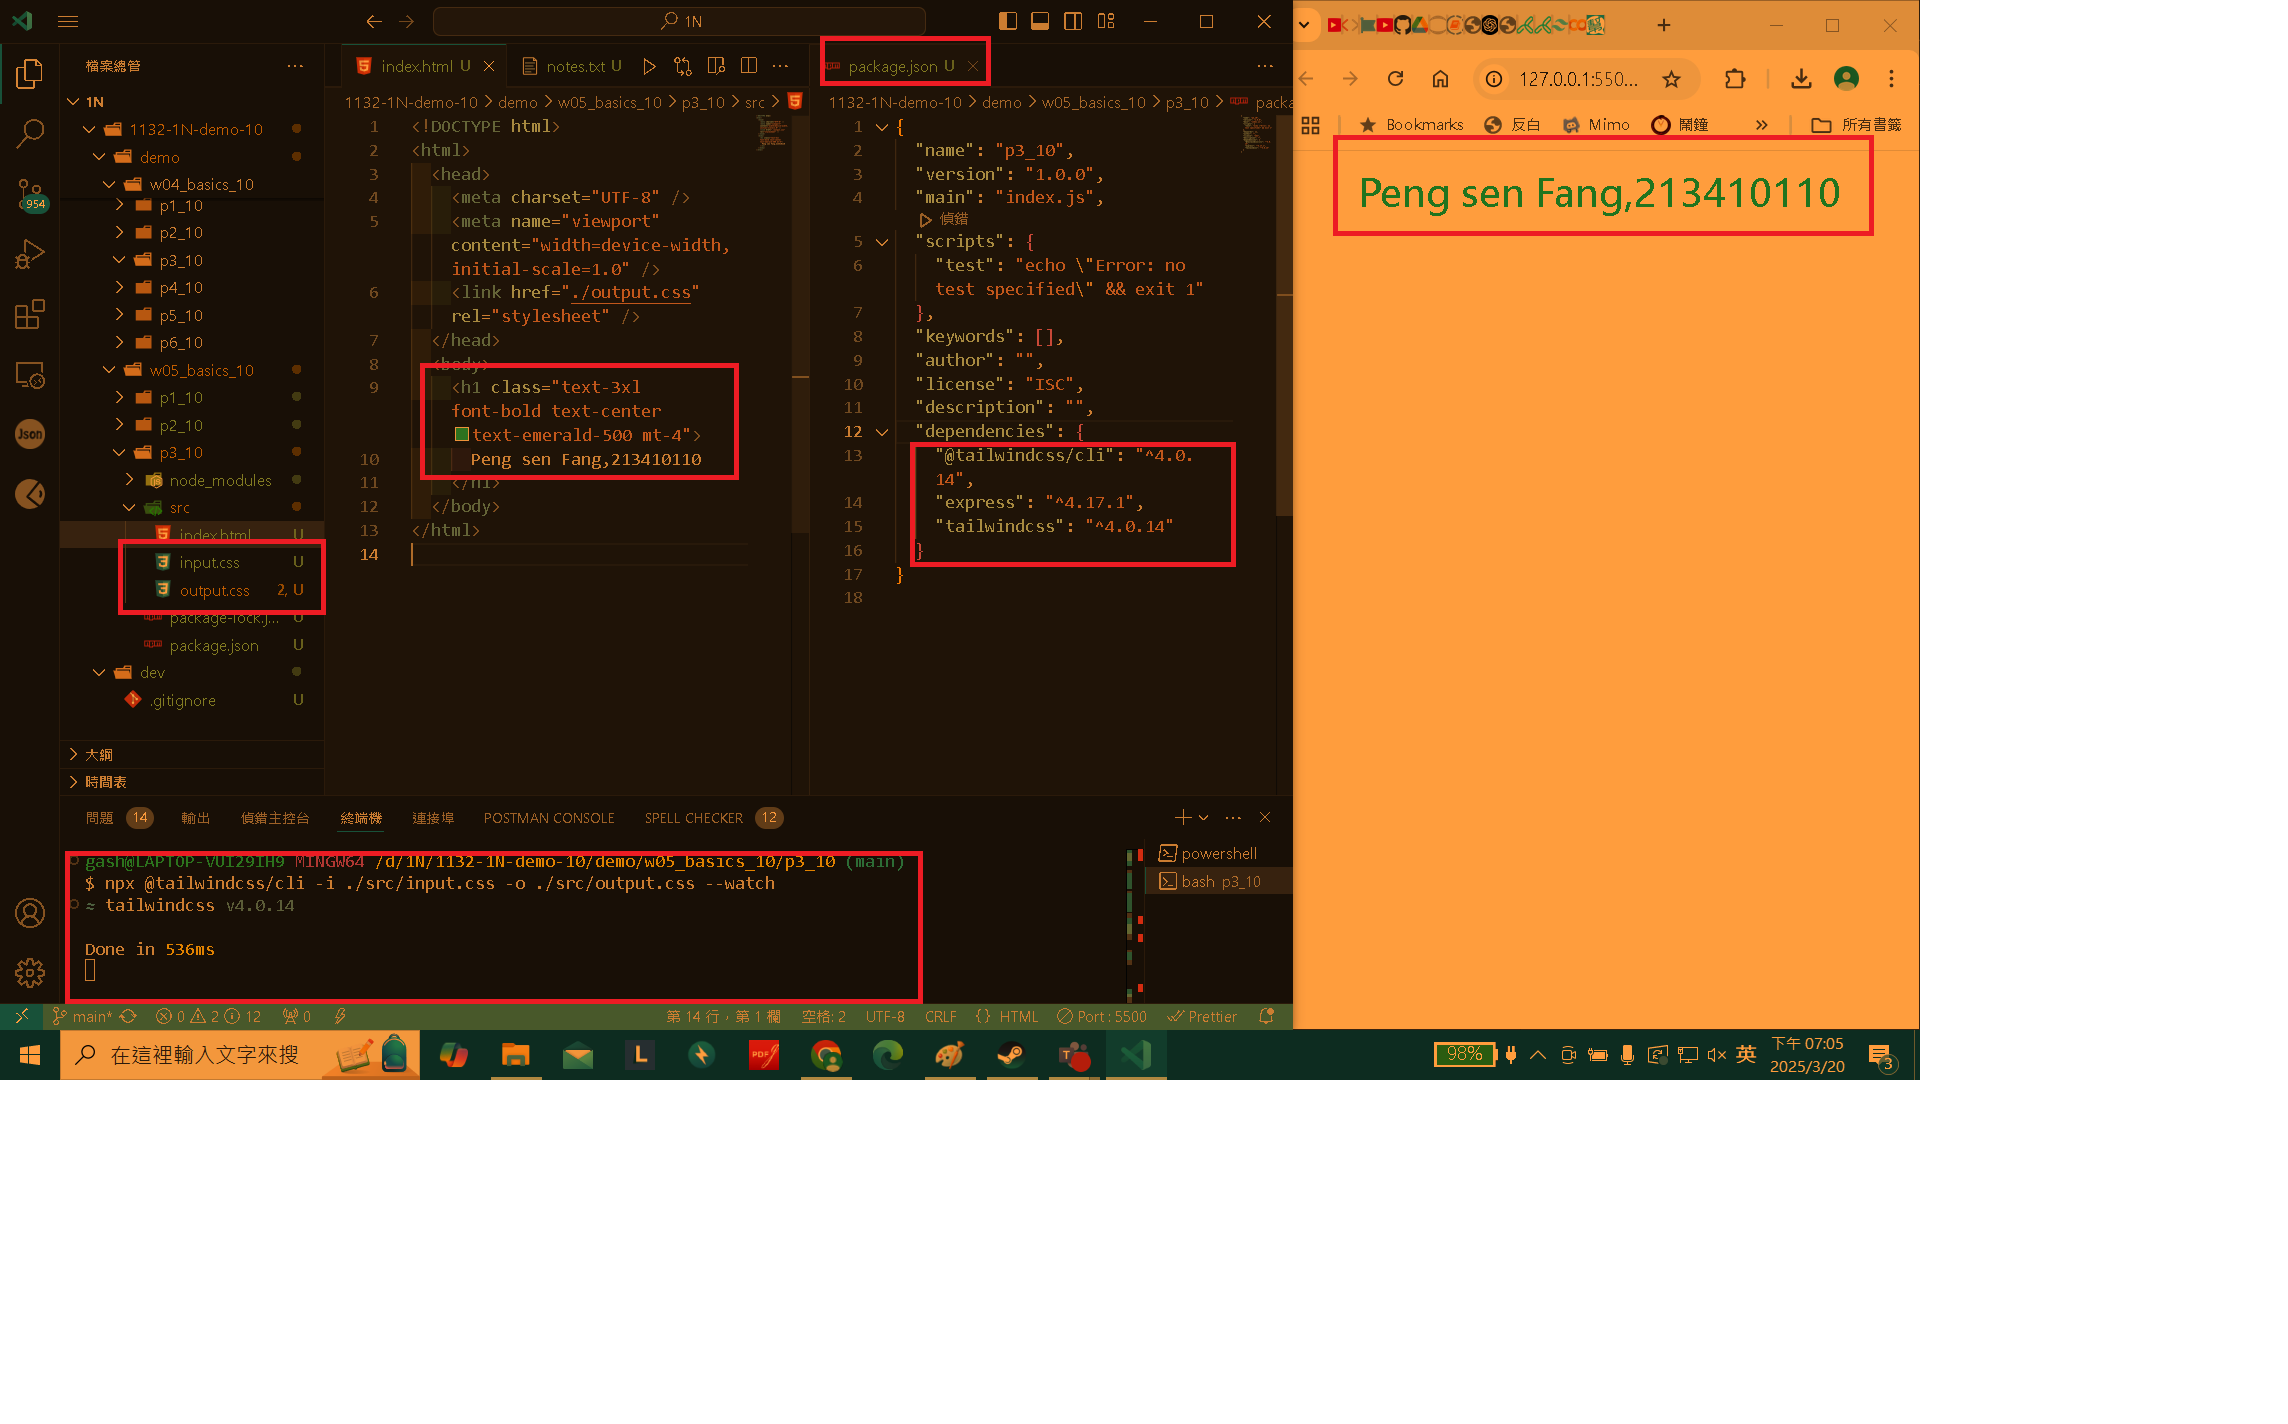 1N
檔案總管
1N
1132-1N-demo-10
demo
w04_basics_10
p1_10
p2_10
p3_10
p4_10
p5_10
p6_10
w05_basics_10
p1_10
p2_10
p3_10
node_modules
src
index.html U
input.css U
output.css 2, U
package-lock.j... U
package.json U
dev
.gitignore U
大綱
時間表
954
Json
index.html U
notes.txt U
1132-1N-demo-10 > demo > w05_basics_10 > p3_10 > src >
1 <!DOCTYPE html>
2 <html>
3 <head>
4 <meta charset="UTF-8" />
5 <meta name="viewport"
content="width=device-width,
initial-scale=1.0" />
6 <link href="./output.css"
rel="stylesheet" />
7 </head>
8 <body>
9 <h1 class="text-3xl
font-bold text-center
text-emerald-500 mt-4">
10 Peng sen Fang,213410110
11 </h1>
12 </body>
13 </html>
14
package.json U
1132-1N-demo-10 > demo > w05_basics_10 > p3_10 > packa
1 {
2 "name": "p3_10",
3 "version": "1.0.0",
4 "main": "index.js",
偵錯
5 "scripts": {
6 "test": "echo \"Error: no
test specified\" && exit 1"
7 },
8 "keywords": [],
9 "author": "",
10 "license": "ISC",
11 "description": "",
12 "dependencies": {
13 "@tailwindcss/cli": "^4.0.
14",
14 "express": "^4.17.1",
15 "tailwindcss": "^4.0.14"
16 }
17 }
18
問題 14 輸出 偵錯主控台 終端機 連接埠 POSTMAN CONSOLE SPELL CHECKER 12
gash@LAPTOP-VUI29IH9 MINGW64 /d/1N/1132-1N-demo-10/demo/w05_basics_10/p3_10 (main)
$ npx @tailwindcss/cli -i ./src/input.css -o ./src/output.css --watch
≈ tailwindcss v4.0.14
Done in 536ms
powershell
bash p3_10
main* 0 2 12 0 第 14 行，第 1 欄 空格: 2 UTF-8 CRLF {} HTML Port : 5500 Prettier
127.0.0.1:550...
Bookmarks 反白 Mimo 鬧鐘 » 所有書籤
Peng sen Fang,213410110
在這裡輸入文字來搜
L
PDF
98%
英
下午 07:05
2025/3/20
3